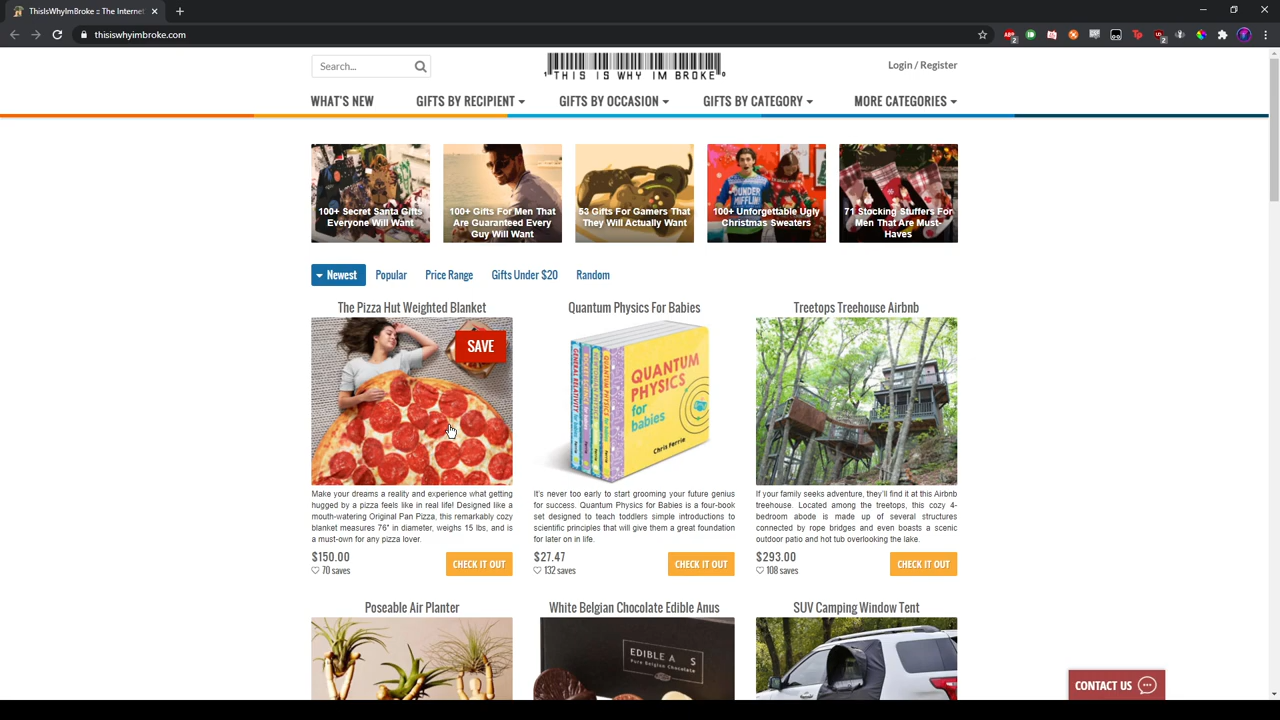 ThisIsWhyImBroke = The Internet
thisiswhyimbroke.com
Search...
THIS IS WHY IM BROKE
Login / Register
WHAT'S NEW
GIFTS BY RECIPIENT
GIFTS BY OCCASION
GIFTS BY CATEGORY
MORE CATEGORIES
100+ Secret Santa Gifts
Everyone Will Want
100+ Gifts For Men That
Are Guaranteed Every
Guy Will Want
53 Gifts For Gamers That
They Will Actually Want
DUNDER
MIFFLIN!
100+ Unforgettable Ugly
Christmas Sweaters
71 Stocking Stuffers For
Men That Are Must-
Haves
Newest
Popular
Price Range
Gifts Under $20
Random
The Pizza Hut Weighted Blanket
SAVE
Make your dreams a reality and experience what getting
hugged by a pizza feels like in real life! Designed like a
mouth-watering Original Pan Pizza, this remarkably cozy
blanket measures 76" in diameter, weighs 15 lbs, and is
a must-own for any pizza lover.
$150.00
70 saves
CHECK IT OUT
Quantum Physics For Babies
QUANTUM
PHYSICS
for
babies
Chris Ferrie
It's never too early to start grooming your future genius
for success. Quantum Physics for Babies is a four-book
set designed to teach toddlers simple introductions to
scientific principles that will give them a great foundation
for later on in life.
$27.47
132 saves
CHECK IT OUT
Treetops Treehouse Airbnb
If your family seeks adventure, they'll find it at this Airbnb
treehouse. Located among the treetops, this cozy 4-
bedroom abode is made up of several structures
connected by rope bridges and even boasts a scenic
outdoor patio and hot tub overlooking the lake.
$293.00
108 saves
CHECK IT OUT
Poseable Air Planter
White Belgian Chocolate Edible Anus
EDIBLE A S
Pure Belgian Chocolate
SUV Camping Window Tent
CONTACT US